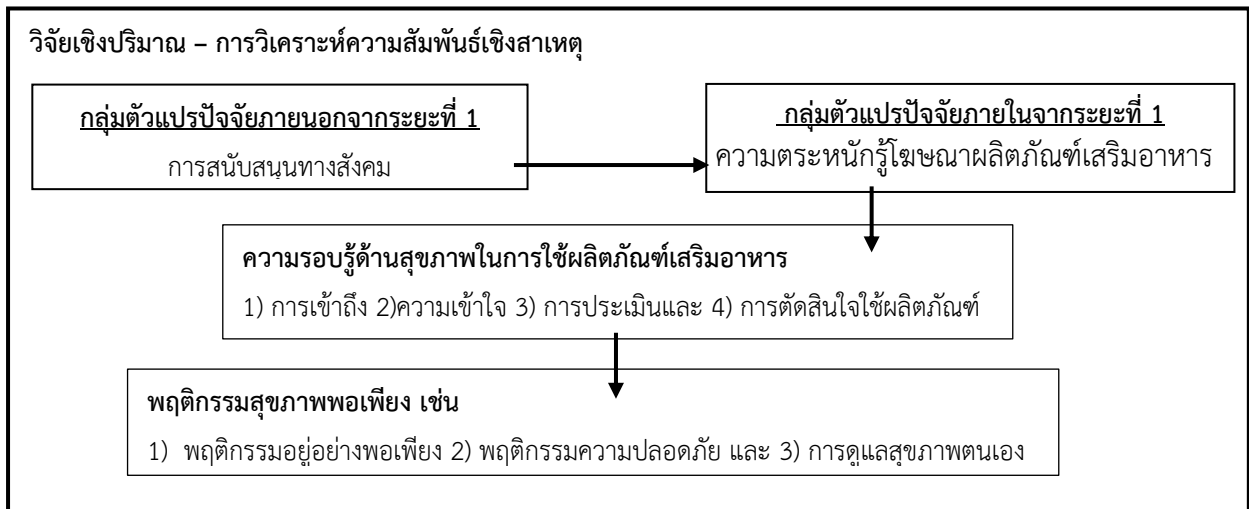 วิจัยเชิงปริมาณ – การวิเคราะห์ความสัมพันธ์เชิงสาเหตุ
กลุ่มตัวแปรปัจจัยภายนอกจากระยะที่ 1
การสนับสนุนทางสังคม
กลุ่มตัวแปรปัจจัยภายในจากระยะที่ 1
ความตระหนักรู้โฆษณาผลิตภัณฑ์เสริมอาหาร
ความรอบรู้ด้านสุขภาพในการใช้ผลิตภัณฑ์เสริมอาหาร
1) การเข้าถึง 2)ความเข้าใจ 3) การประเมินและ 4) การตัดสินใจใช้ผลิตภัณฑ์
พฤติกรรมสุขภาพพอเพียง เช่น
1) พฤติกรรมอยู่อย่างพอเพียง 2) พฤติกรรมความปลอดภัย และ 3) การดูแลสุขภาพตนเอง